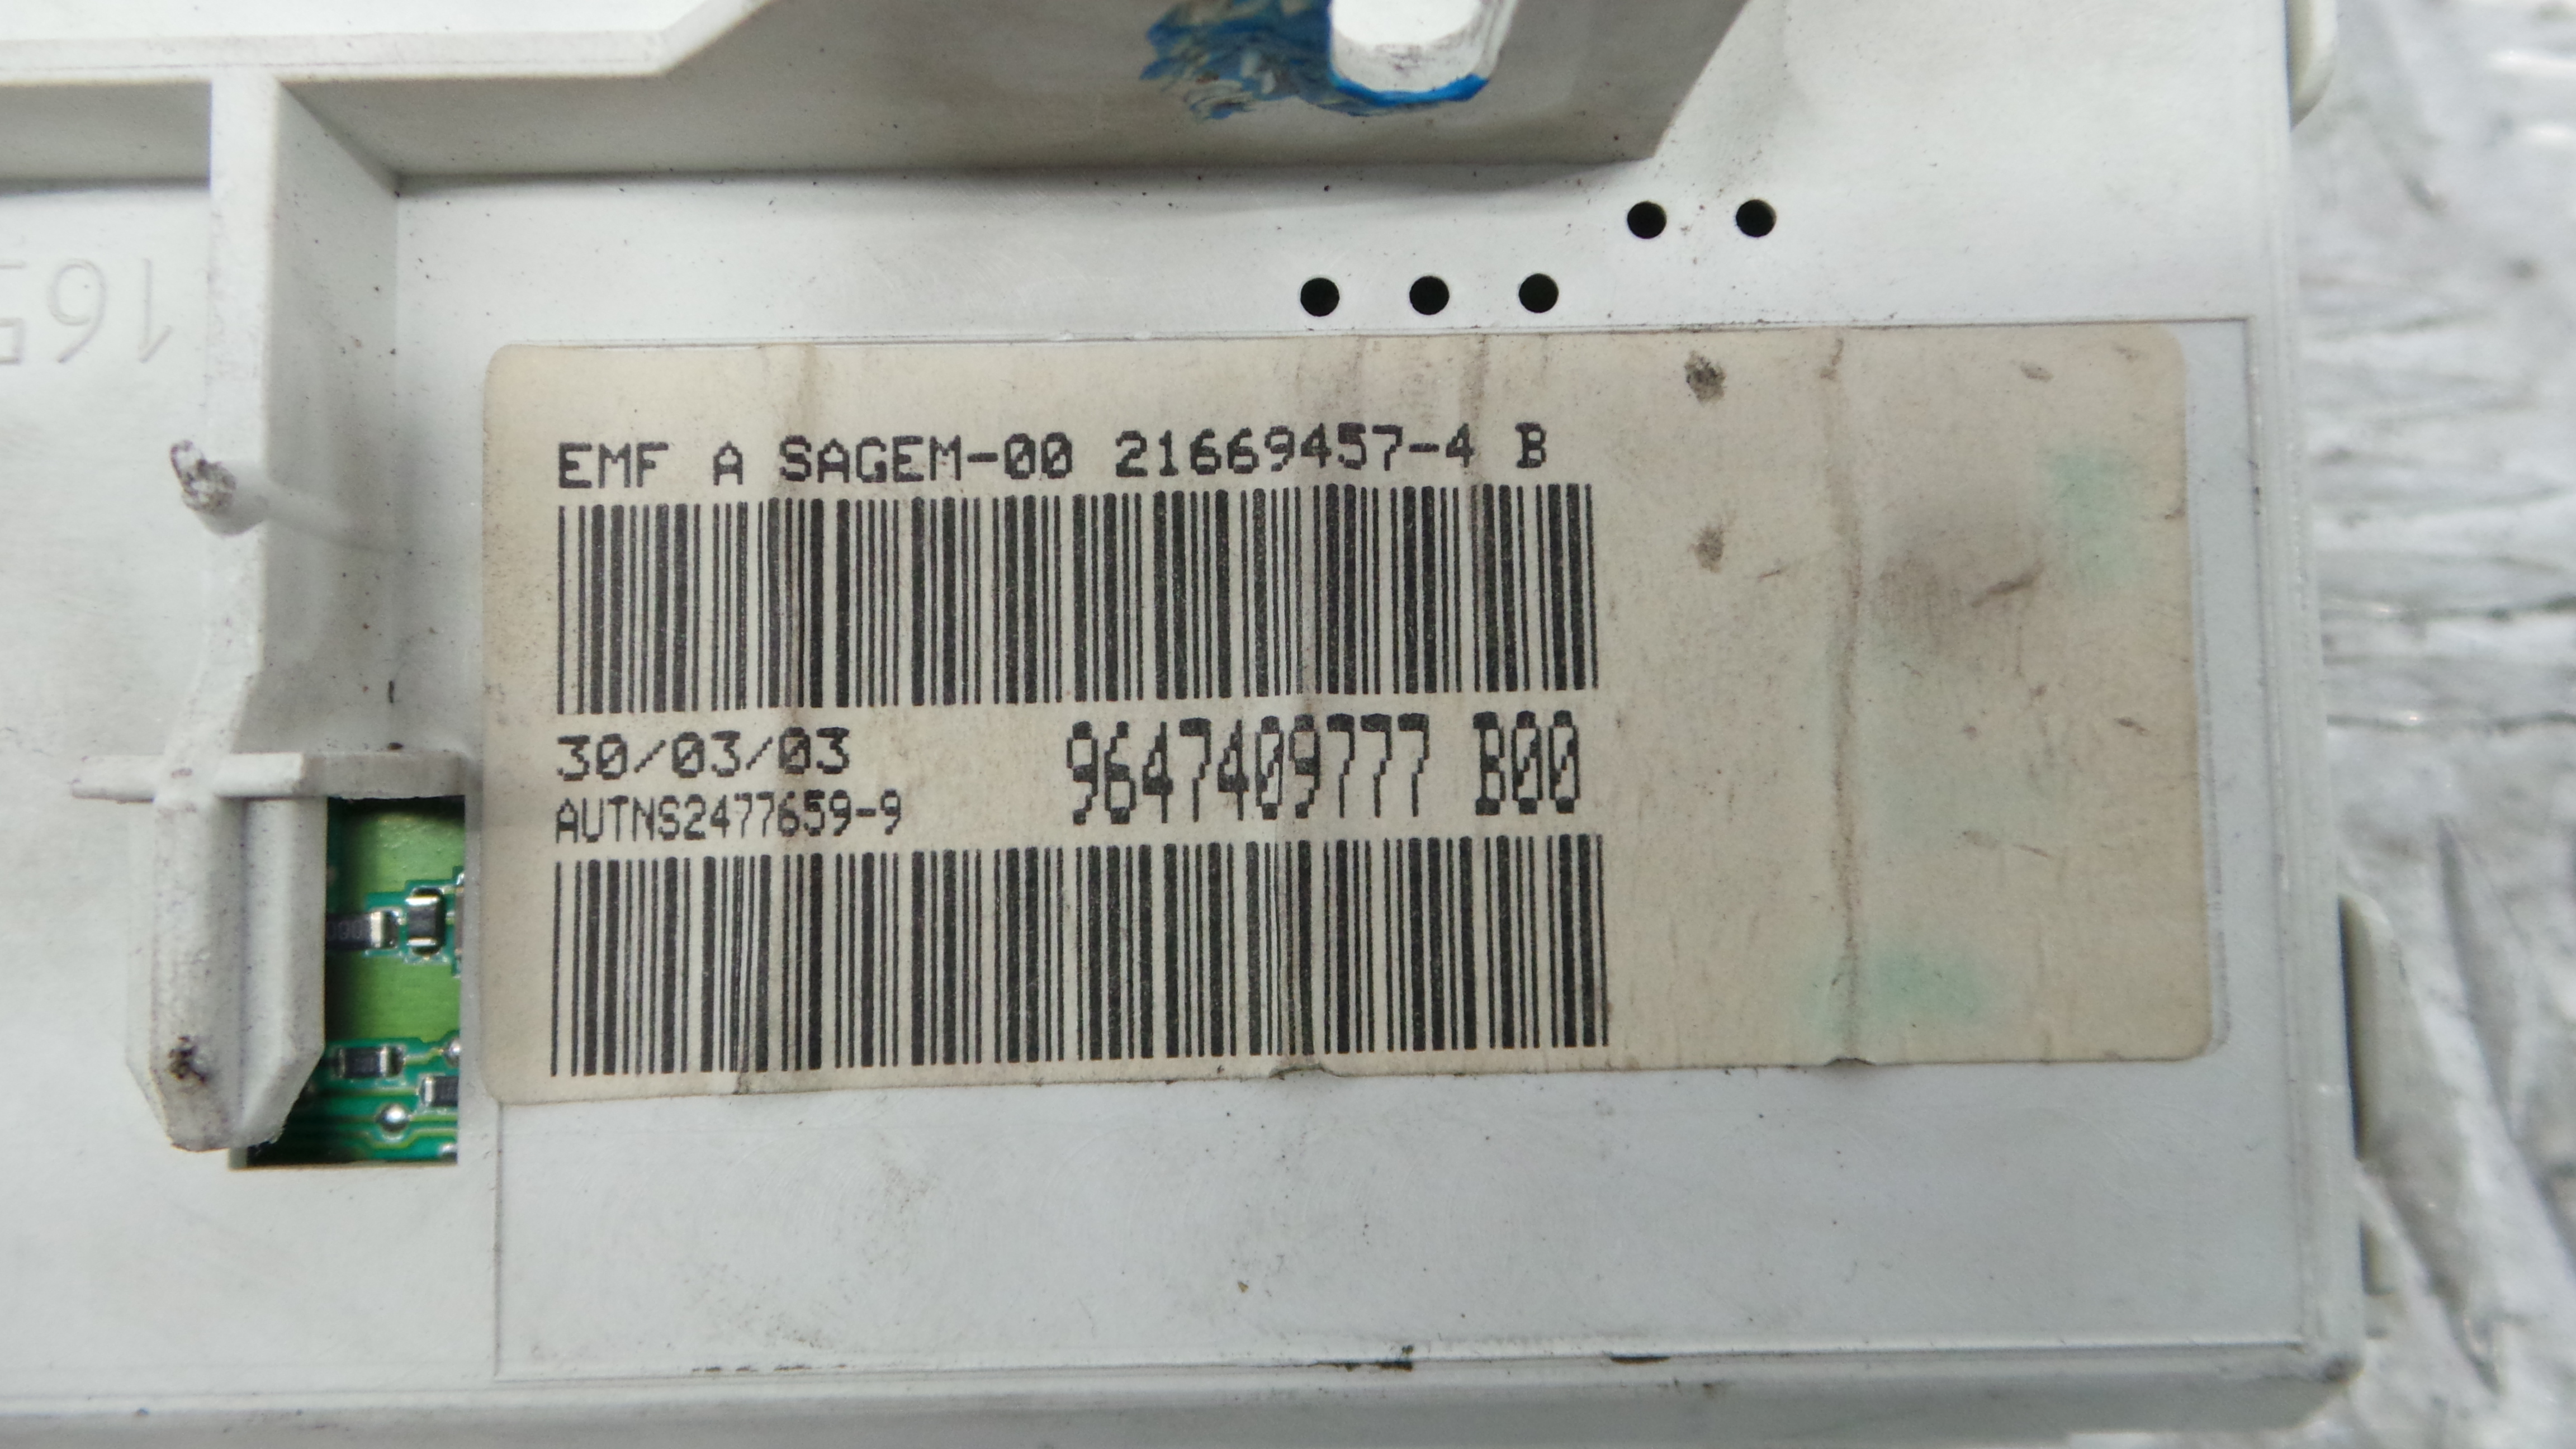 EMF A SAGEM-00 21669457-4 B
30/03/03
AUTNS2477659-9
9647409777 B00